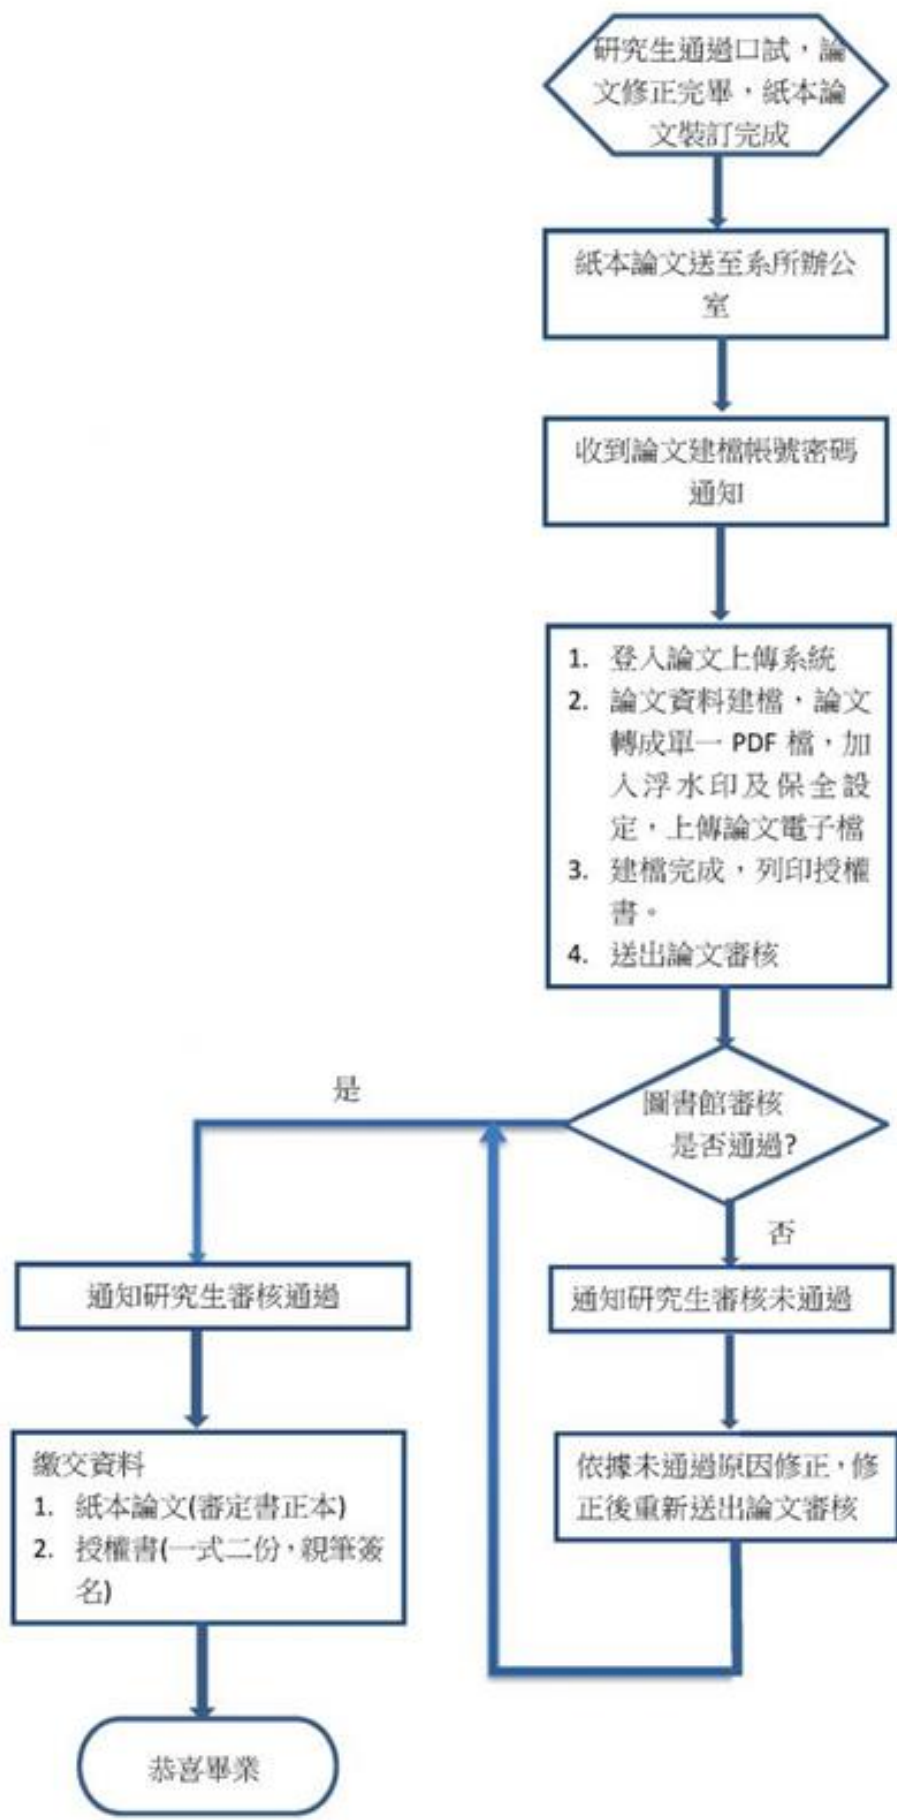 研究生通過口試，論
文修正完畢，紙本論
文裝訂完成
紙本論文送至系所辦公
室
收到論文建檔帳號密碼
通知
1. 登入論文上傳系統
2. 論文資料建檔，論文
轉成單一 PDF 檔，加
入浮水印及保全設
定，上傳論文電子檔
3. 建檔完成，列印授權
書。
4. 送出論文審核
圖書館審核
是否通過?
是
否
通知研究生審核通過
通知研究生審核未通過
繳交資料
1. 紙本論文(審定書正本)
2. 授權書(一式二份，親筆簽
名)
依據未通過原因修正，修
正後重新送出論文審核
恭喜畢業